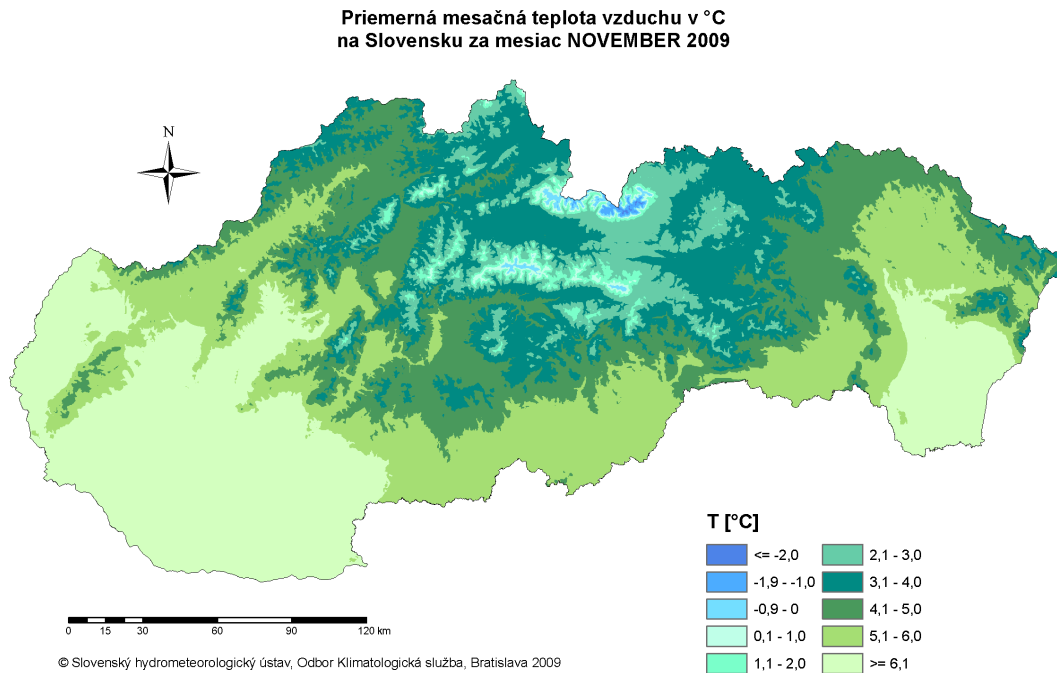 Priemerná mesačná teplota vzduchu v °C
na Slovensku za mesiac NOVEMBER 2009
N
T [°C]
<= -2,0
-1,9 - -1,0
-0,9 - 0
0,1 - 1,0
1,1 - 2,0
2,1 - 3,0
3,1 - 4,0
4,1 - 5,0
5,1 - 6,0
>= 6,1
0 15 30 60 90 120 km
© Slovenský hydrometeorologický ústav, Odbor Klimatologická služba, Bratislava 2009